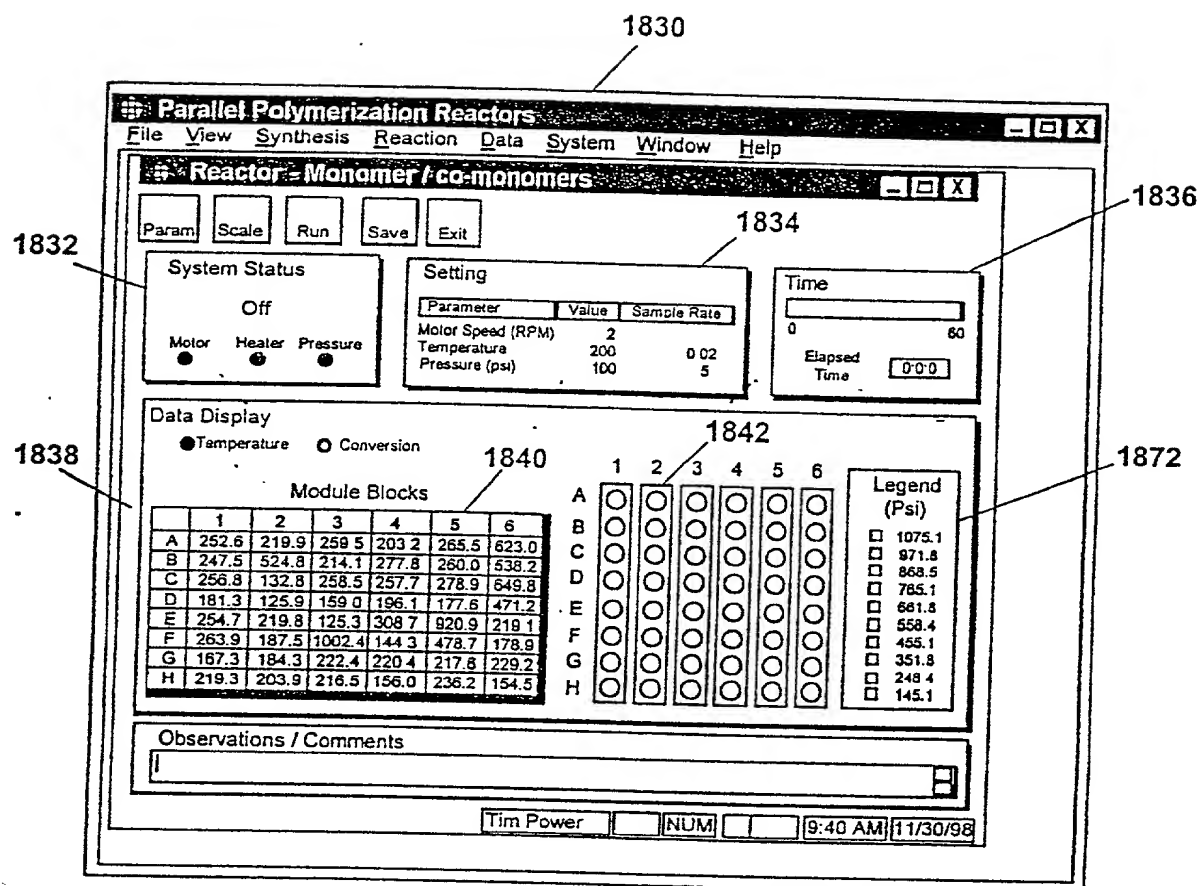 1830
Parallel Polymerization Reactors
File View Synthesis Reaction Data System Window Help
Reactor - Monomer / co-monomers
1836
Param Scale Run Save Exit
1834
1832
System Status
Off
Motor Heater Pressure
Setting
Parameter Value Sample Rate
Motor Speed (RPM) 2
Temperature 200 0 02
Pressure (psi) 100 5
Time
0 60
Elapsed
Time 0:0:0
Data Display
Temperature Conversion
1838
1840
1842
1872
Module Blocks
1 2 3 4 5 6
A 252.6 219.9 259 5 203 2 265.5 623.0
B 247.5 524.8 214.1 277.8 260.0 538.2
C 256.8 132.8 258.5 257.7 278.9 649.8
D 181.3 125.9 159 0 196.1 177.6 471.2
E 254.7 219.8 125.3 308 7 920.9 219 1
F 263.9 187.5 1002.4 144 3 478.7 178.9
G 167.3 184.3 222.4 220 4 217.8 229.2
H 219.3 203.9 216.5 156.0 236.2 154.5
1 2 3 4 5 6
A
B
C
D
E
F
G
H
Legend
(Psi)
1075.1
971.8
868.5
765.1
661.8
558.4
455.1
351.8
248 4
145.1
Observations / Comments
Tim Power NUM 9:40 AM 11/30/98